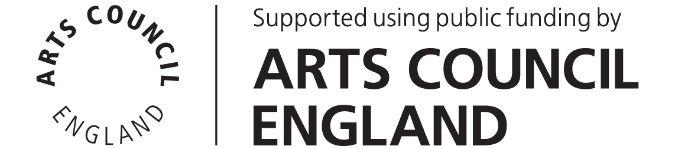 ARTS COUNCIL
ENGLAND
Supported using public funding by
ARTS COUNCIL
ENGLAND